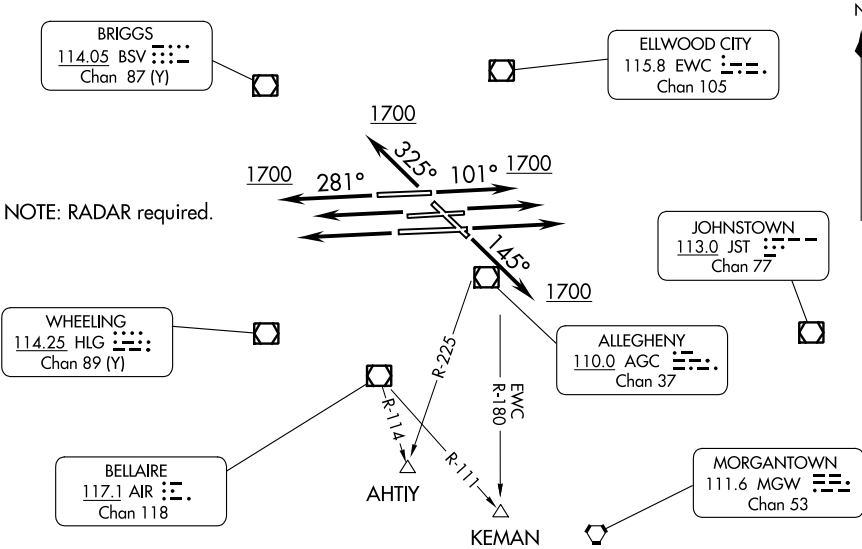 N
BRIGGS
114.05 BSV
Chan 87 (Y)
ELLWOOD CITY
115.8 EWC
Chan 105
1700
325°
1700
281°
101°
1700
NOTE: RADAR required.
JOHNSTOWN
113.0 JST
Chan 77
145°
1700
WHEELING
114.25 HLG
Chan 89 (Y)
ALLEGHENY
110.0 AGC
Chan 37
R-225
EWC
R-180
R-114
R-111
BELLAIRE
117.1 AIR
Chan 118
AHTIY
KEMAN
MORGANTOWN
111.6 MGW
Chan 53